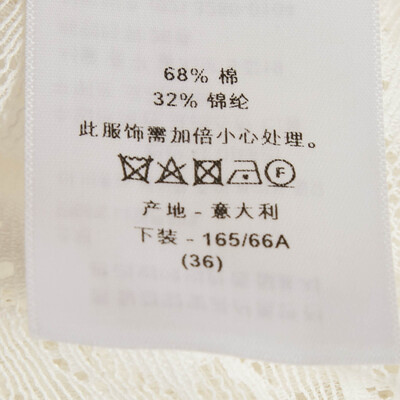 68% 棉
32% 锦纶
此服饰需加倍小心处理。
F
产地 - 意大利
下装 - 165/66A
(36)